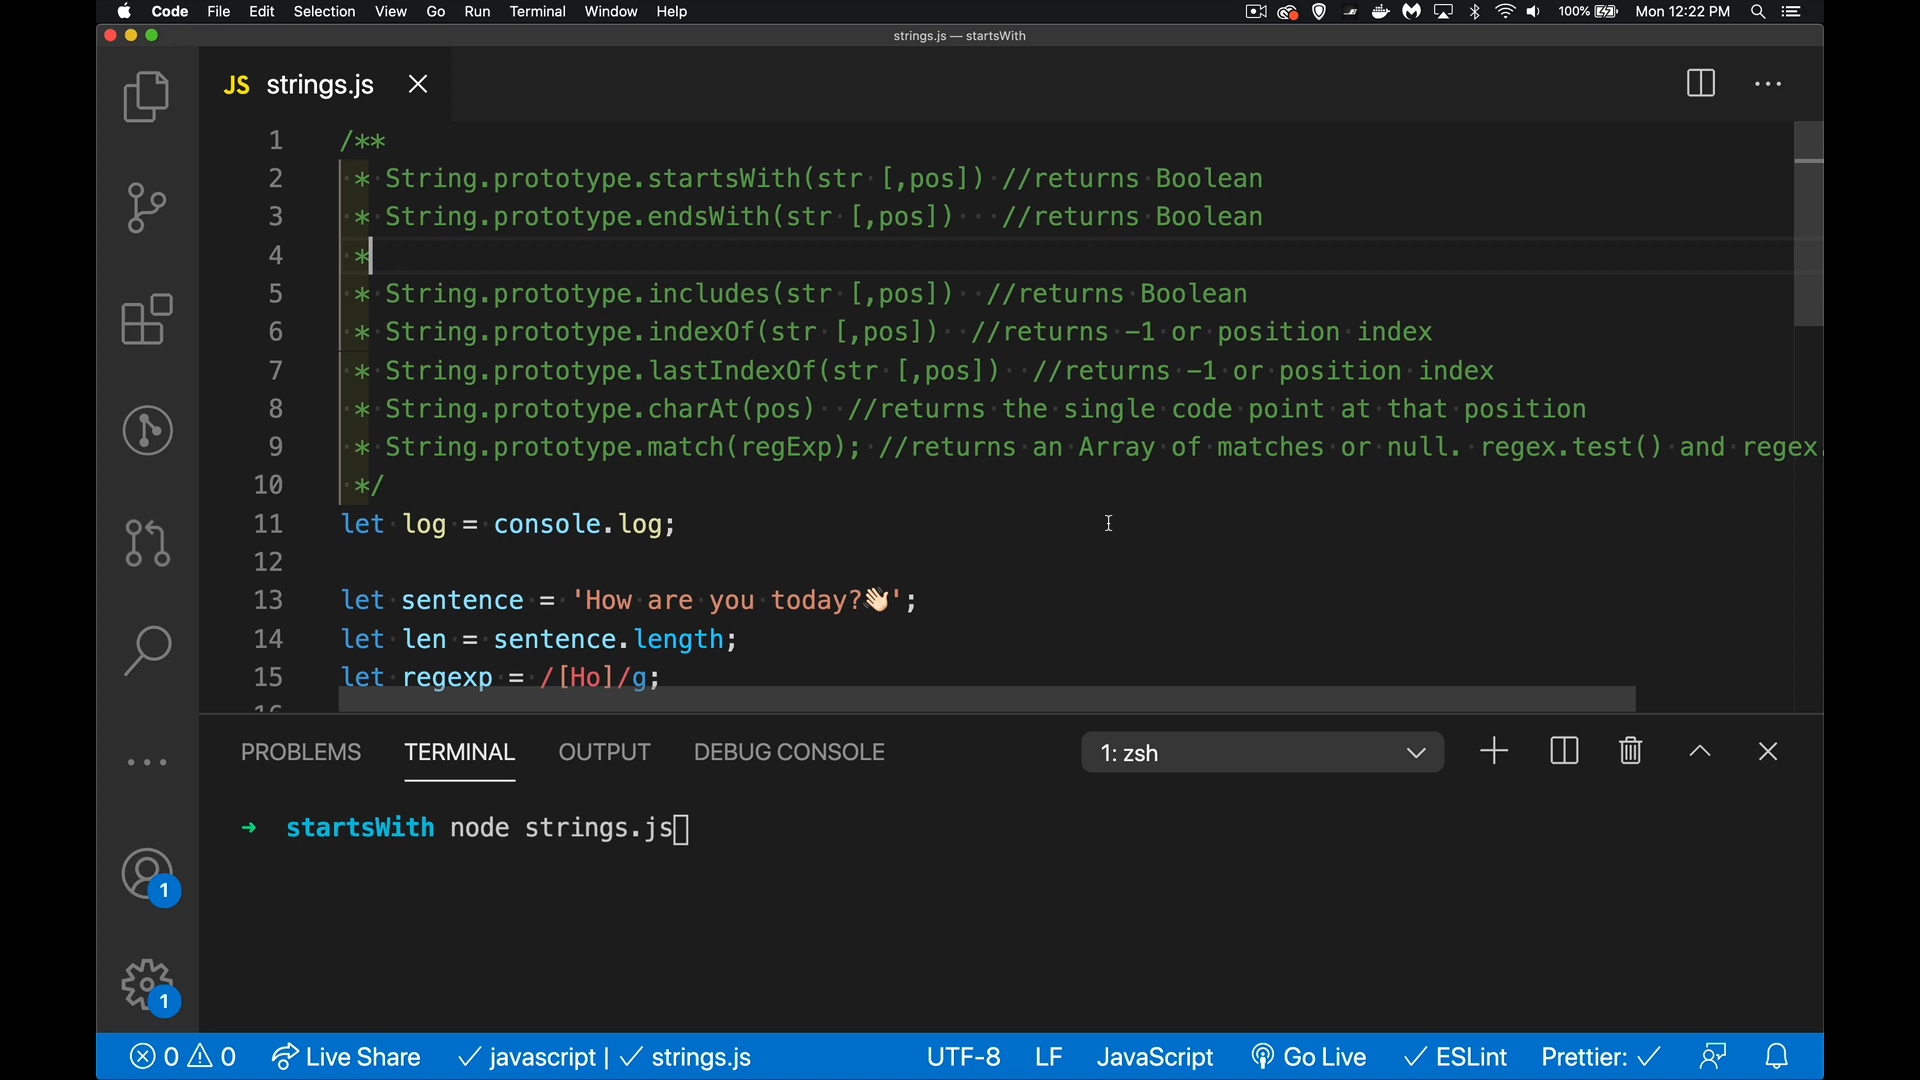 Code File Edit Selection View Go Run Terminal Window Help 100% Mon 12:22 PM
strings.js — startsWith
JS strings.js
1 /**
2 * String.prototype.startsWith(str [,pos]) //returns Boolean
3 * String.prototype.endsWith(str [,pos])   //returns Boolean
4 *
5 * String.prototype.includes(str [,pos])  //returns Boolean
6 * String.prototype.indexOf(str [,pos])  //returns -1 or position index
7 * String.prototype.lastIndexOf(str [,pos])  //returns -1 or position index
8 * String.prototype.charAt(pos)  //returns the single code point at that position
9 * String.prototype.match(regExp); //returns an Array of matches or null. regex.test() and regex.
10 */
11 let log = console.log;
12
13 let sentence = 'How are you today?👋🏻';
14 let len = sentence.length;
15 let regexp = /[Ho]/g;
16
PROBLEMS TERMINAL OUTPUT DEBUG CONSOLE 1: zsh
➜ startsWith node strings.js
1
1
0 0 Live Share javascript | strings.js UTF-8 LF JavaScript Go Live ESLint Prettier: ✓